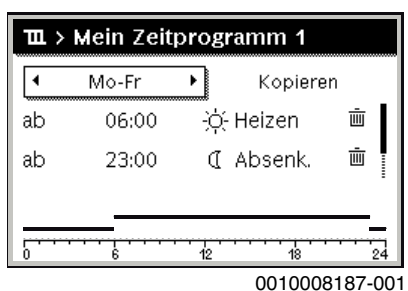 > Mein Zeitprogramm 1
Mo-Fr Kopieren
ab 06:00 Heizen
ab 23:00 Absenk.
0 6 12 18 24
0010008187-001